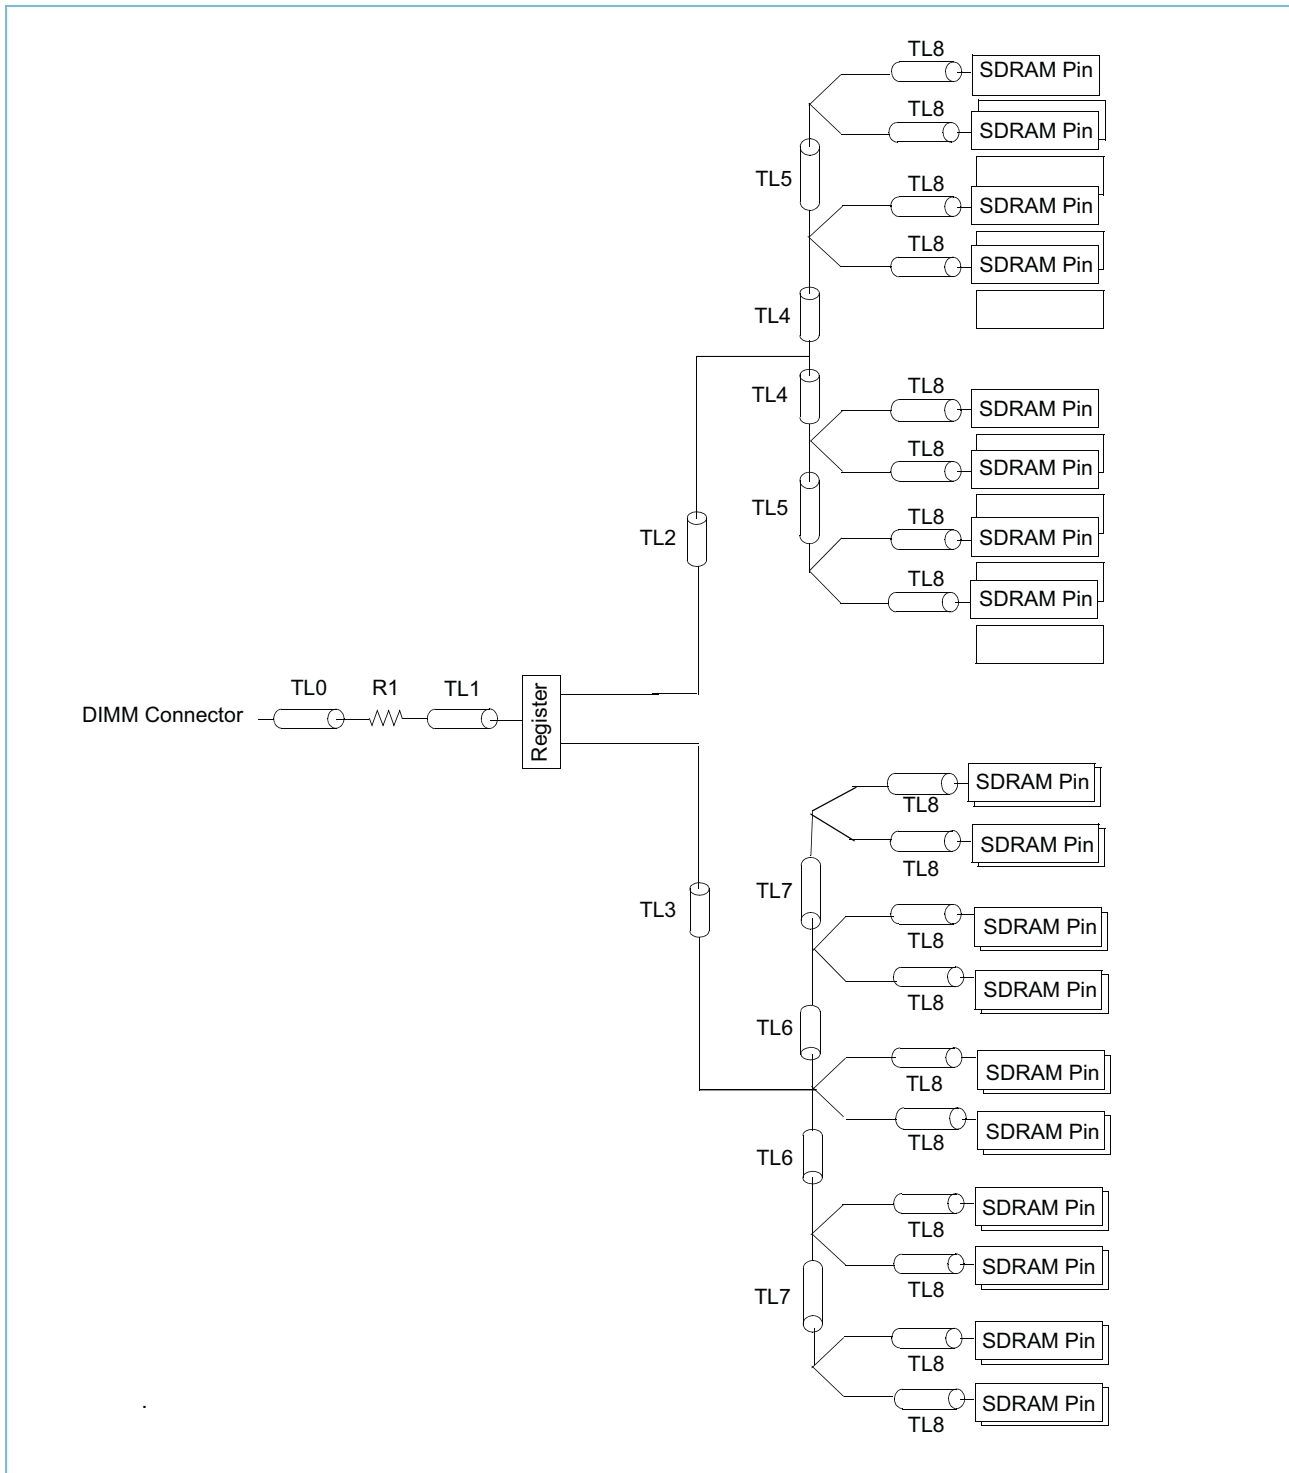 TL8
SDRAM Pin
TL8
SDRAM Pin
TL5
TL8
SDRAM Pin
TL8
SDRAM Pin
TL4
TL4
TL8
SDRAM Pin
TL8
SDRAM Pin
TL5
TL8
SDRAM Pin
TL2
TL8
SDRAM Pin
DIMM Connector
TL0
R1
TL1
Register
SDRAM Pin
TL8
SDRAM Pin
TL8
TL7
TL3
SDRAM Pin
TL8
SDRAM Pin
TL8
TL6
SDRAM Pin
TL8
SDRAM Pin
TL8
TL6
SDRAM Pin
TL8
SDRAM Pin
TL8
TL7
SDRAM Pin
TL8
SDRAM Pin
TL8
.